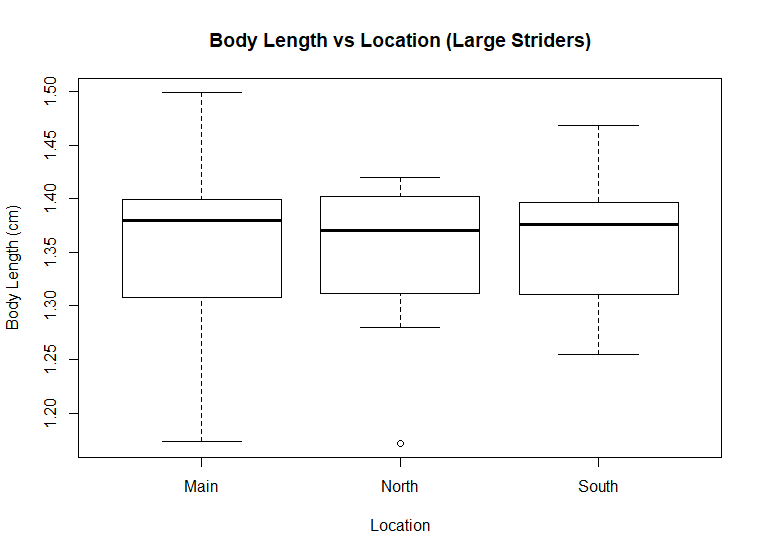 Body Length vs Location (Large Striders)
Body Length (cm)
1.50
1.45
1.40
1.35
1.30
1.25
1.20
Main North South
Location